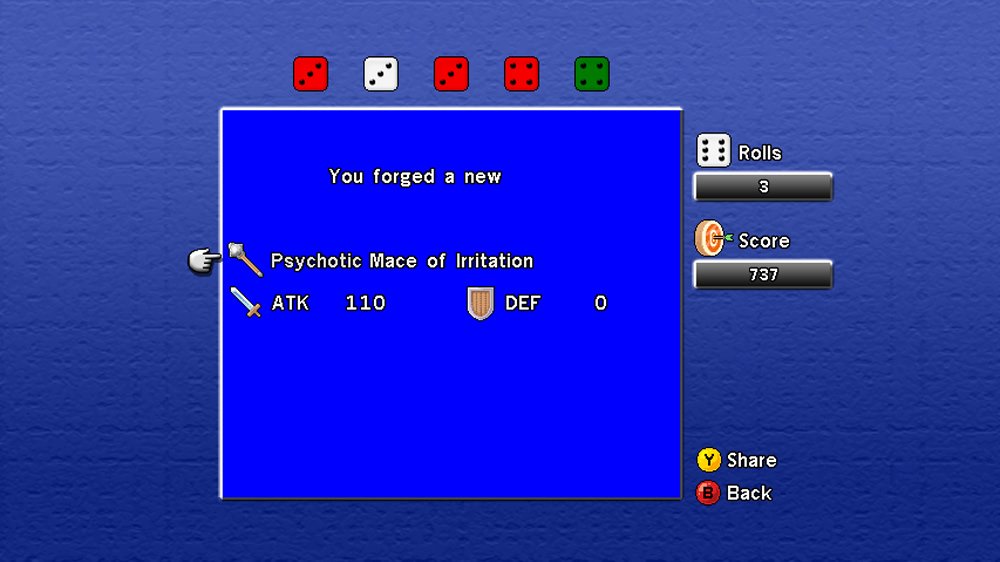 You forged a new
Rolls
3
Score
737
Psychotic Mace of Irritation
ATK 110 DEF 0
Y Share
B Back